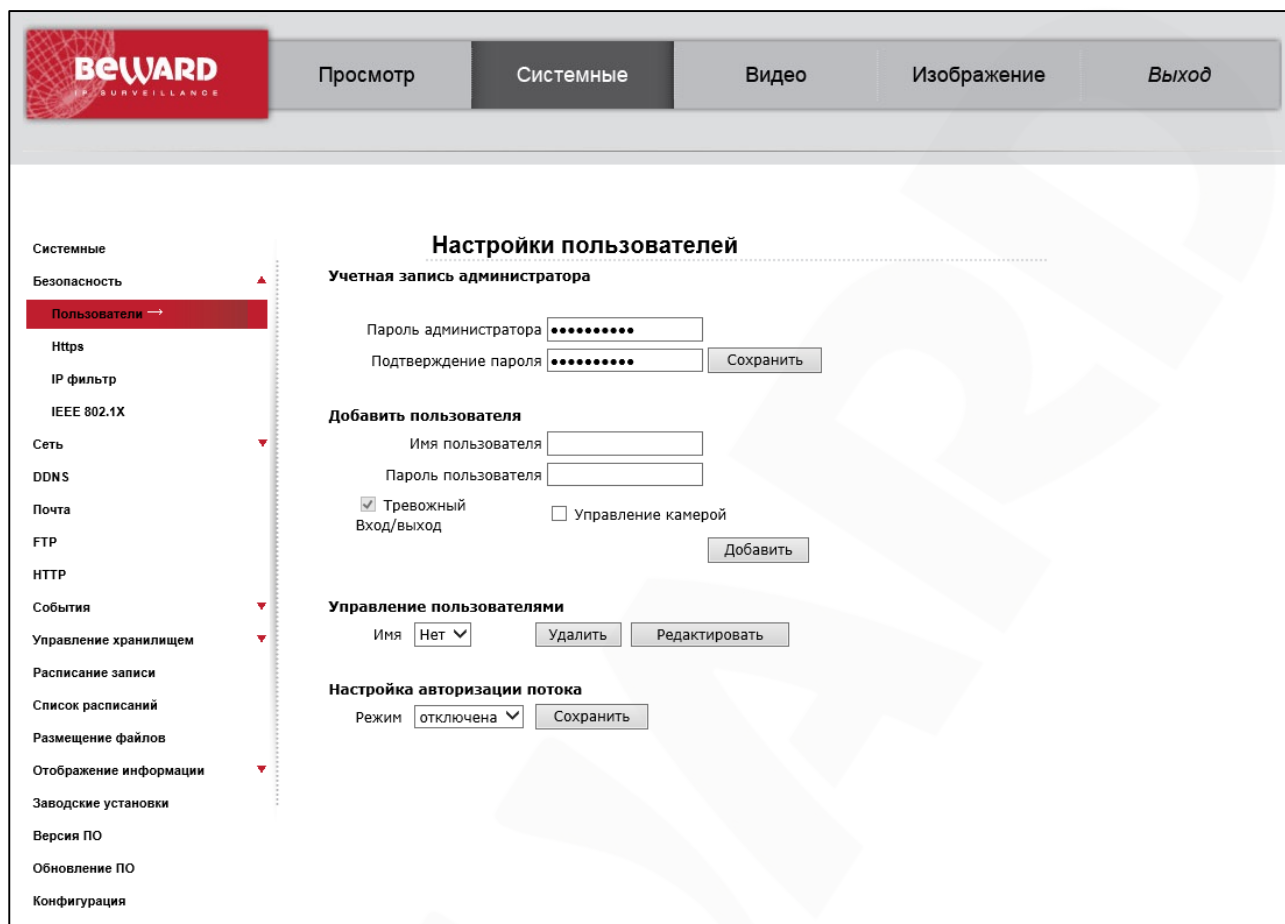 BEWARD
IP SURVEILLANCE
Просмотр
Системные
Видео
Изображение
Выход
Системные
Безопасность
Пользователи →
Https
IP фильтр
IEEE 802.1X
Сеть
DDNS
Почта
FTP
HTTP
События
Управление хранилищем
Расписание записи
Список расписаний
Размещение файлов
Отображение информации
Заводские установки
Версия ПО
Обновление ПО
Конфигурация
Настройки пользователей
Учетная запись администратора
Пароль администратора ••••••••••
Подтверждение пароля •••••••••• Сохранить
Добавить пользователя
Имя пользователя
Пароль пользователя
Тревожный
Вход/выход
Управление камерой
Добавить
Управление пользователями
Имя Нет Удалить Редактировать
Настройка авторизации потока
Режим отключена Сохранить